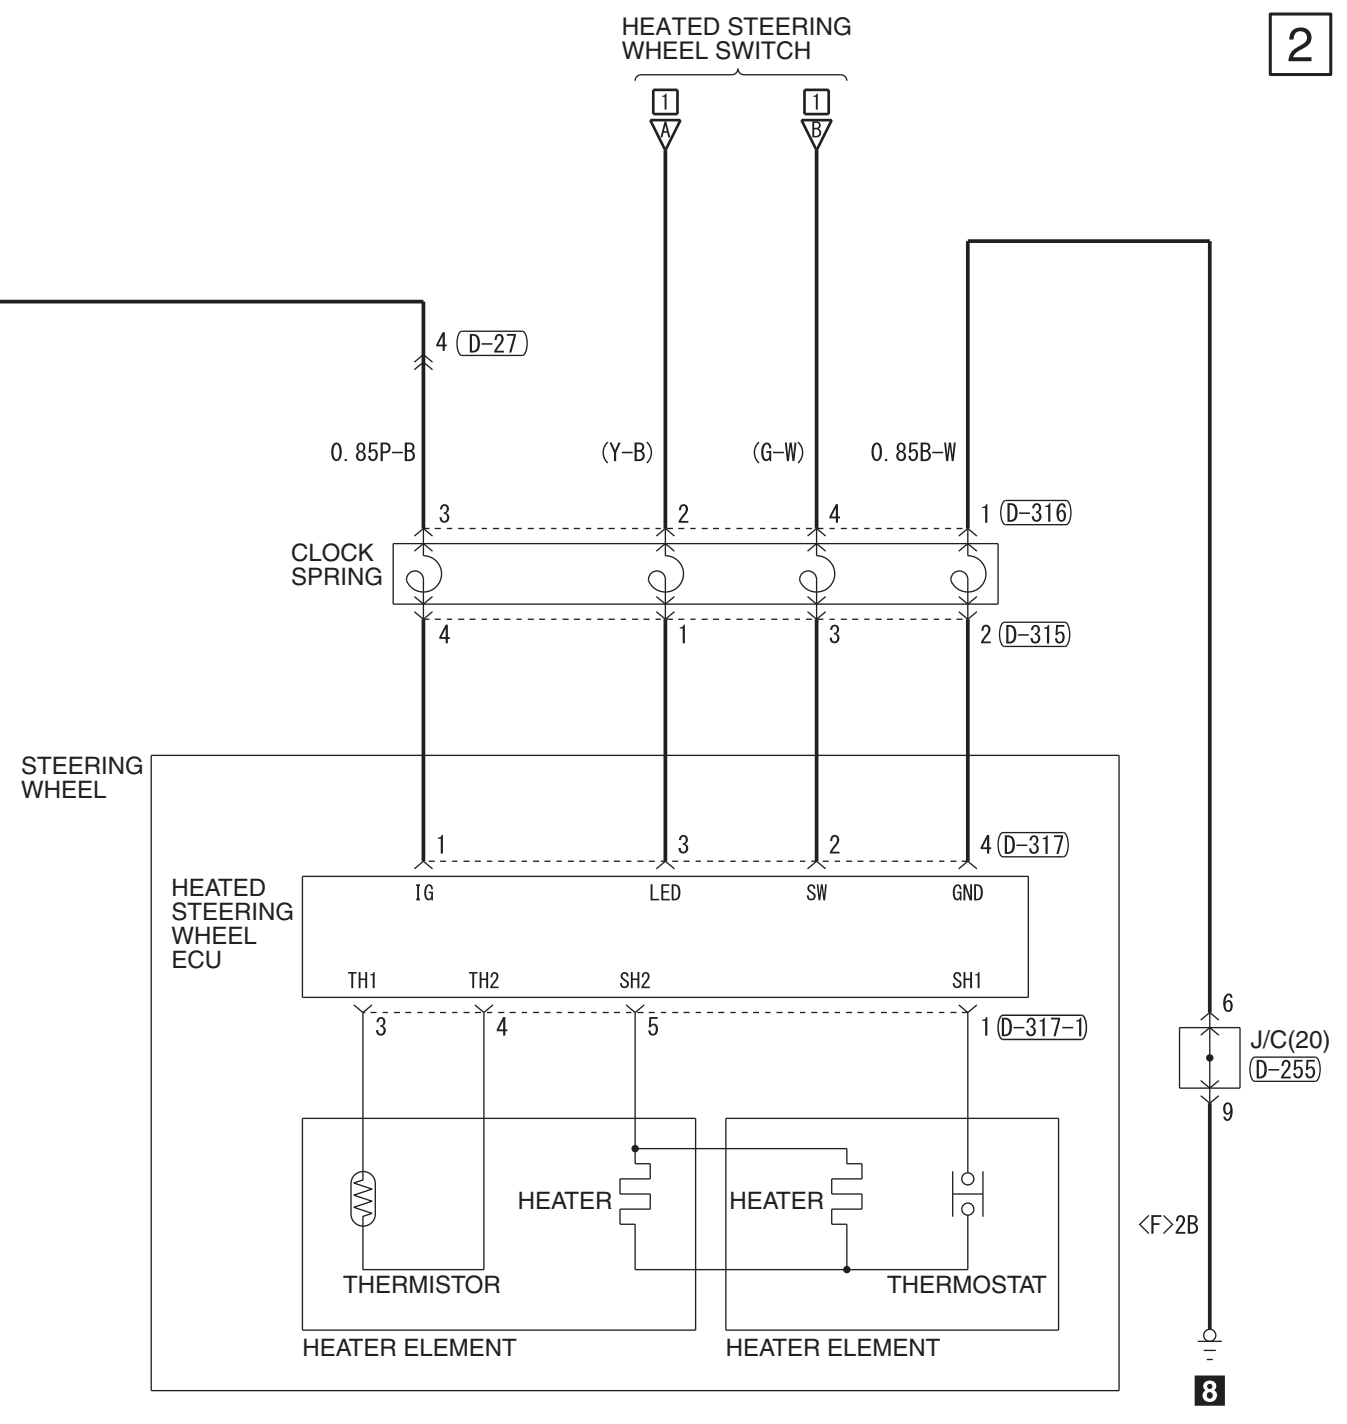 HEATED STEERING
WHEEL SWITCH
2
1
1
A
B
4 D-27
0.85P-B
(Y-B)
(G-W)
0.85B-W
3
2
4
1 D-316
CLOCK
SPRING
4
1
3
2 D-315
STEERING
WHEEL
1
3
2
4 D-317
HEATED
STEERING
WHEEL
ECU
IG
LED
SW
GND
TH1
TH2
SH2
SH1
3
4
5
1 D-317-1
6
J/C(20)
D-255
9
HEATER
HEATER
<F>2B
THERMISTOR
THERMOSTAT
HEATER ELEMENT
HEATER ELEMENT
8